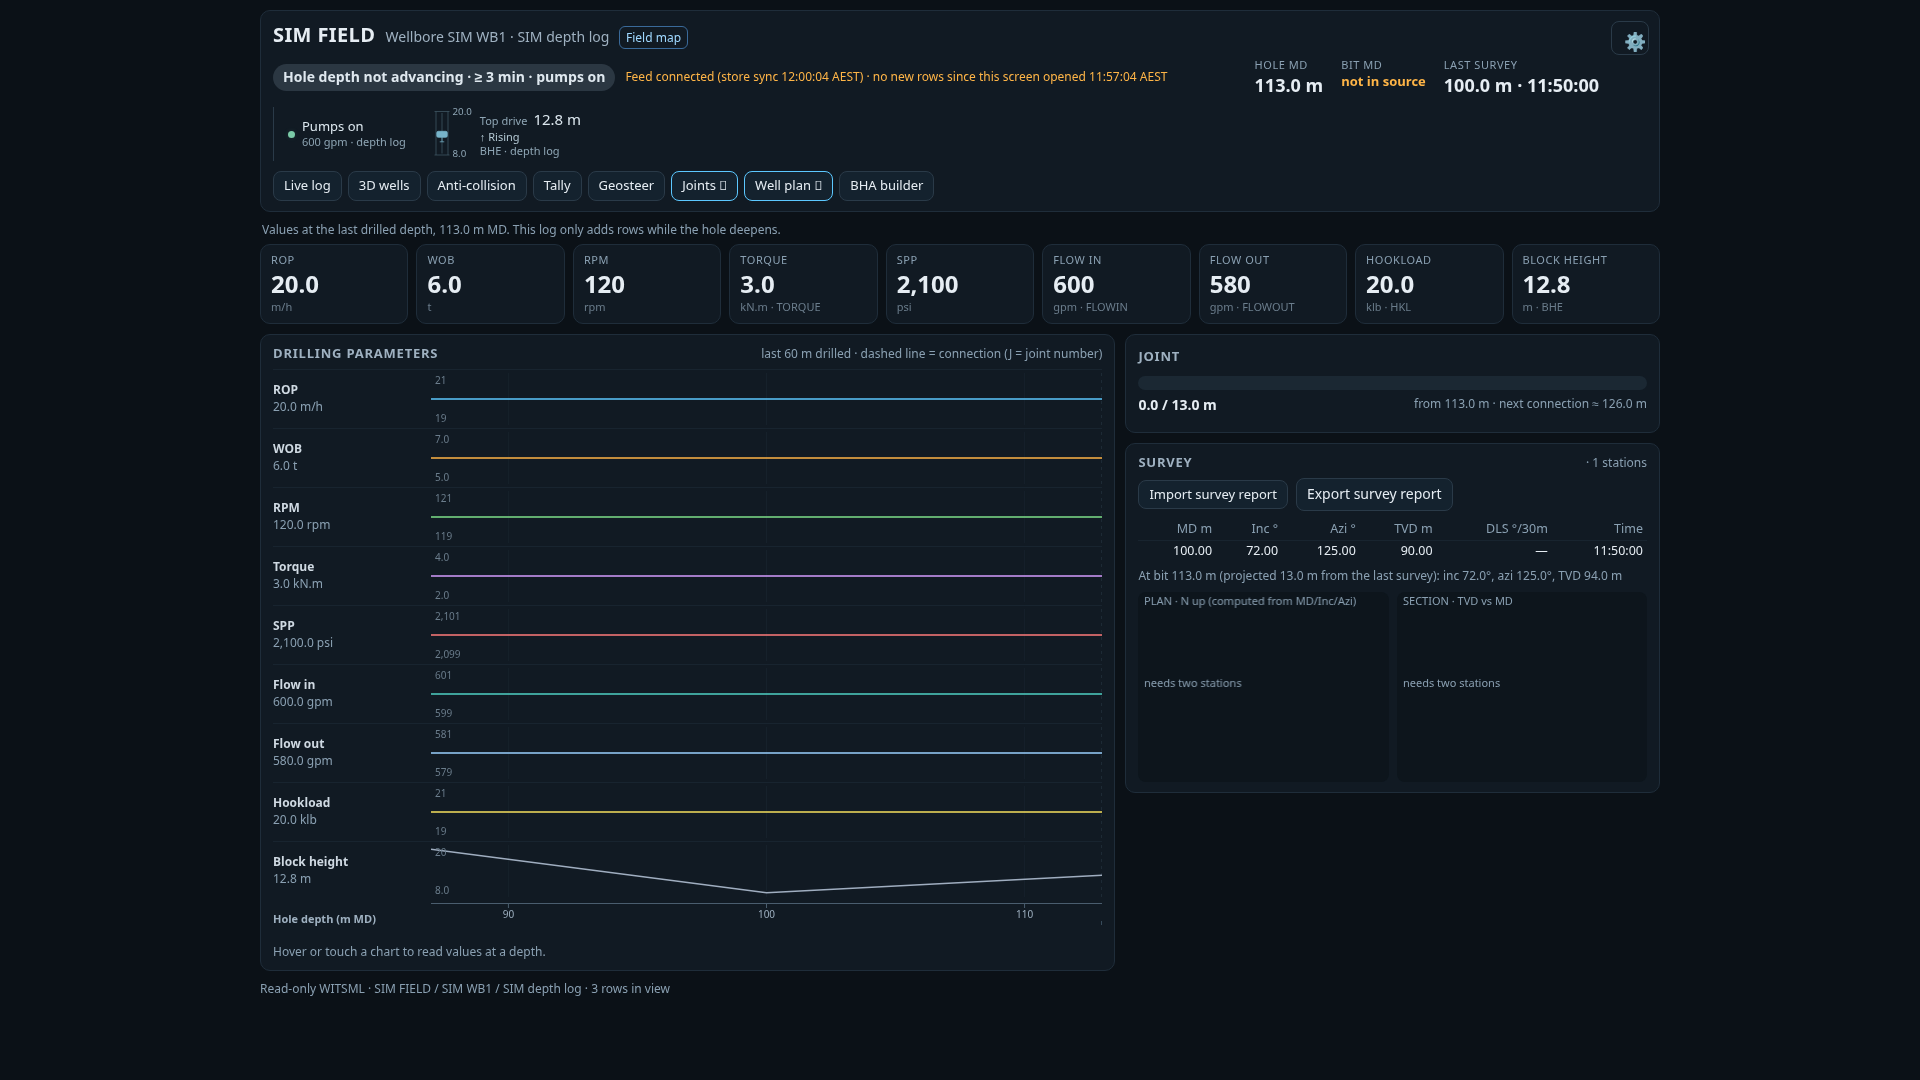 SIM FIELD Wellbore SIM WB1 · SIM depth log Field map
Hole depth not advancing · ≥ 3 min · pumps on Feed connected (store sync 12:00:04 AEST) · no new rows since this screen opened 11:57:04 AEST
HOLE MD BIT MD LAST SURVEY
113.0 m not in source 100.0 m · 11:50:00
Pumps on
600 gpm · depth log
20.0
8.0
Top drive 12.8 m
↑ Rising
BHE · depth log
Live log 3D wells Anti-collision Tally Geosteer Joints Well plan BHA builder
Values at the last drilled depth, 113.0 m MD. This log only adds rows while the hole deepens.
ROP
20.0
m/h
WOB
6.0
t
RPM
120
rpm
TORQUE
3.0
kN.m · TORQUE
SPP
2,100
psi
FLOW IN
600
gpm · FLOWIN
FLOW OUT
580
gpm · FLOWOUT
HOOKLOAD
20.0
klb · HKL
BLOCK HEIGHT
12.8
m · BHE
DRILLING PARAMETERS last 60 m drilled · dashed line = connection (J = joint number)
ROP
20.0 m/h
21
19
WOB
6.0 t
7.0
5.0
RPM
120.0 rpm
121
119
Torque
3.0 kN.m
4.0
2.0
SPP
2,100.0 psi
2,101
2,099
Flow in
600.0 gpm
601
599
Flow out
580.0 gpm
581
579
Hookload
20.0 klb
21
19
Block height
12.8 m
20
8.0
Hole depth (m MD) 90 100 110
Hover or touch a chart to read values at a depth.
JOINT
0.0 / 13.0 m from 113.0 m · next connection ≈ 126.0 m
SURVEY · 1 stations
Import survey report Export survey report
MD m Inc ° Azi ° TVD m DLS °/30m Time
100.00 72.00 125.00 90.00 — 11:50:00
At bit 113.0 m (projected 13.0 m from the last survey): inc 72.0°, azi 125.0°, TVD 94.0 m
PLAN · N up (computed from MD/Inc/Azi)
needs two stations
SECTION · TVD vs MD
needs two stations
Read-only WITSML · SIM FIELD / SIM WB1 / SIM depth log · 3 rows in view